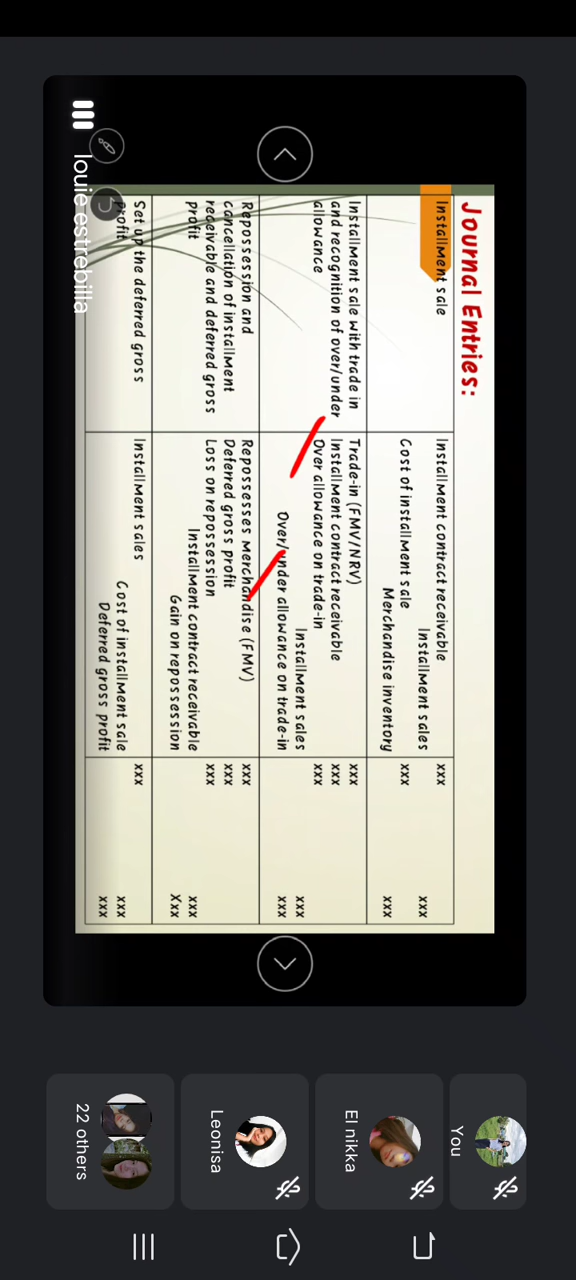 Journal Entries:
Installment sale
Installment contract receivable xxx
Installment sales xxx
Cost of installment sale xxx
Merchandise inventory xxx
Installment sale with trade in
and recognition of over/under
allowance
Trade-in (FMV/NRV) xxx
Installment contract receivable xxx
Over allowance on trade-in xxx
Installment sales xxx
Over/under allowance on trade-in xxx
Repossession and
cancellation of installment
receivable and deferred gross
profit
Repossesses merchandise (FMV) xxx
Deferred gross profit xxx
Loss on repossession xxx
Installment contract receivable xxx
Gain on repossession Xxx
Set up the deferred gross
profit
Installment sales xxx
Cost of installment sale xxx
Deferred gross profit xxx
louie estrebilla
You
El nikka
Leonisa
22 others